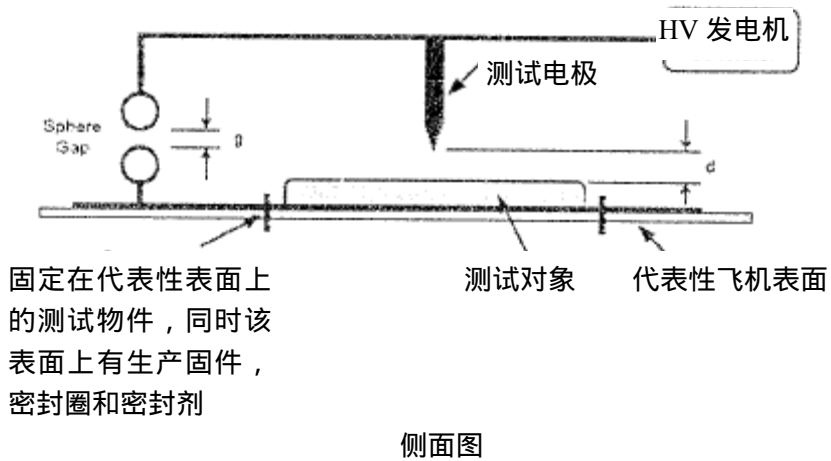 HV 发电机
测试电极
Sphere
Gap
g
d
固定在代表性表面上
的测试物件，同时该
表面上有生产固件，
密封圈和密封剂
测试对象
代表性飞机表面
侧面图